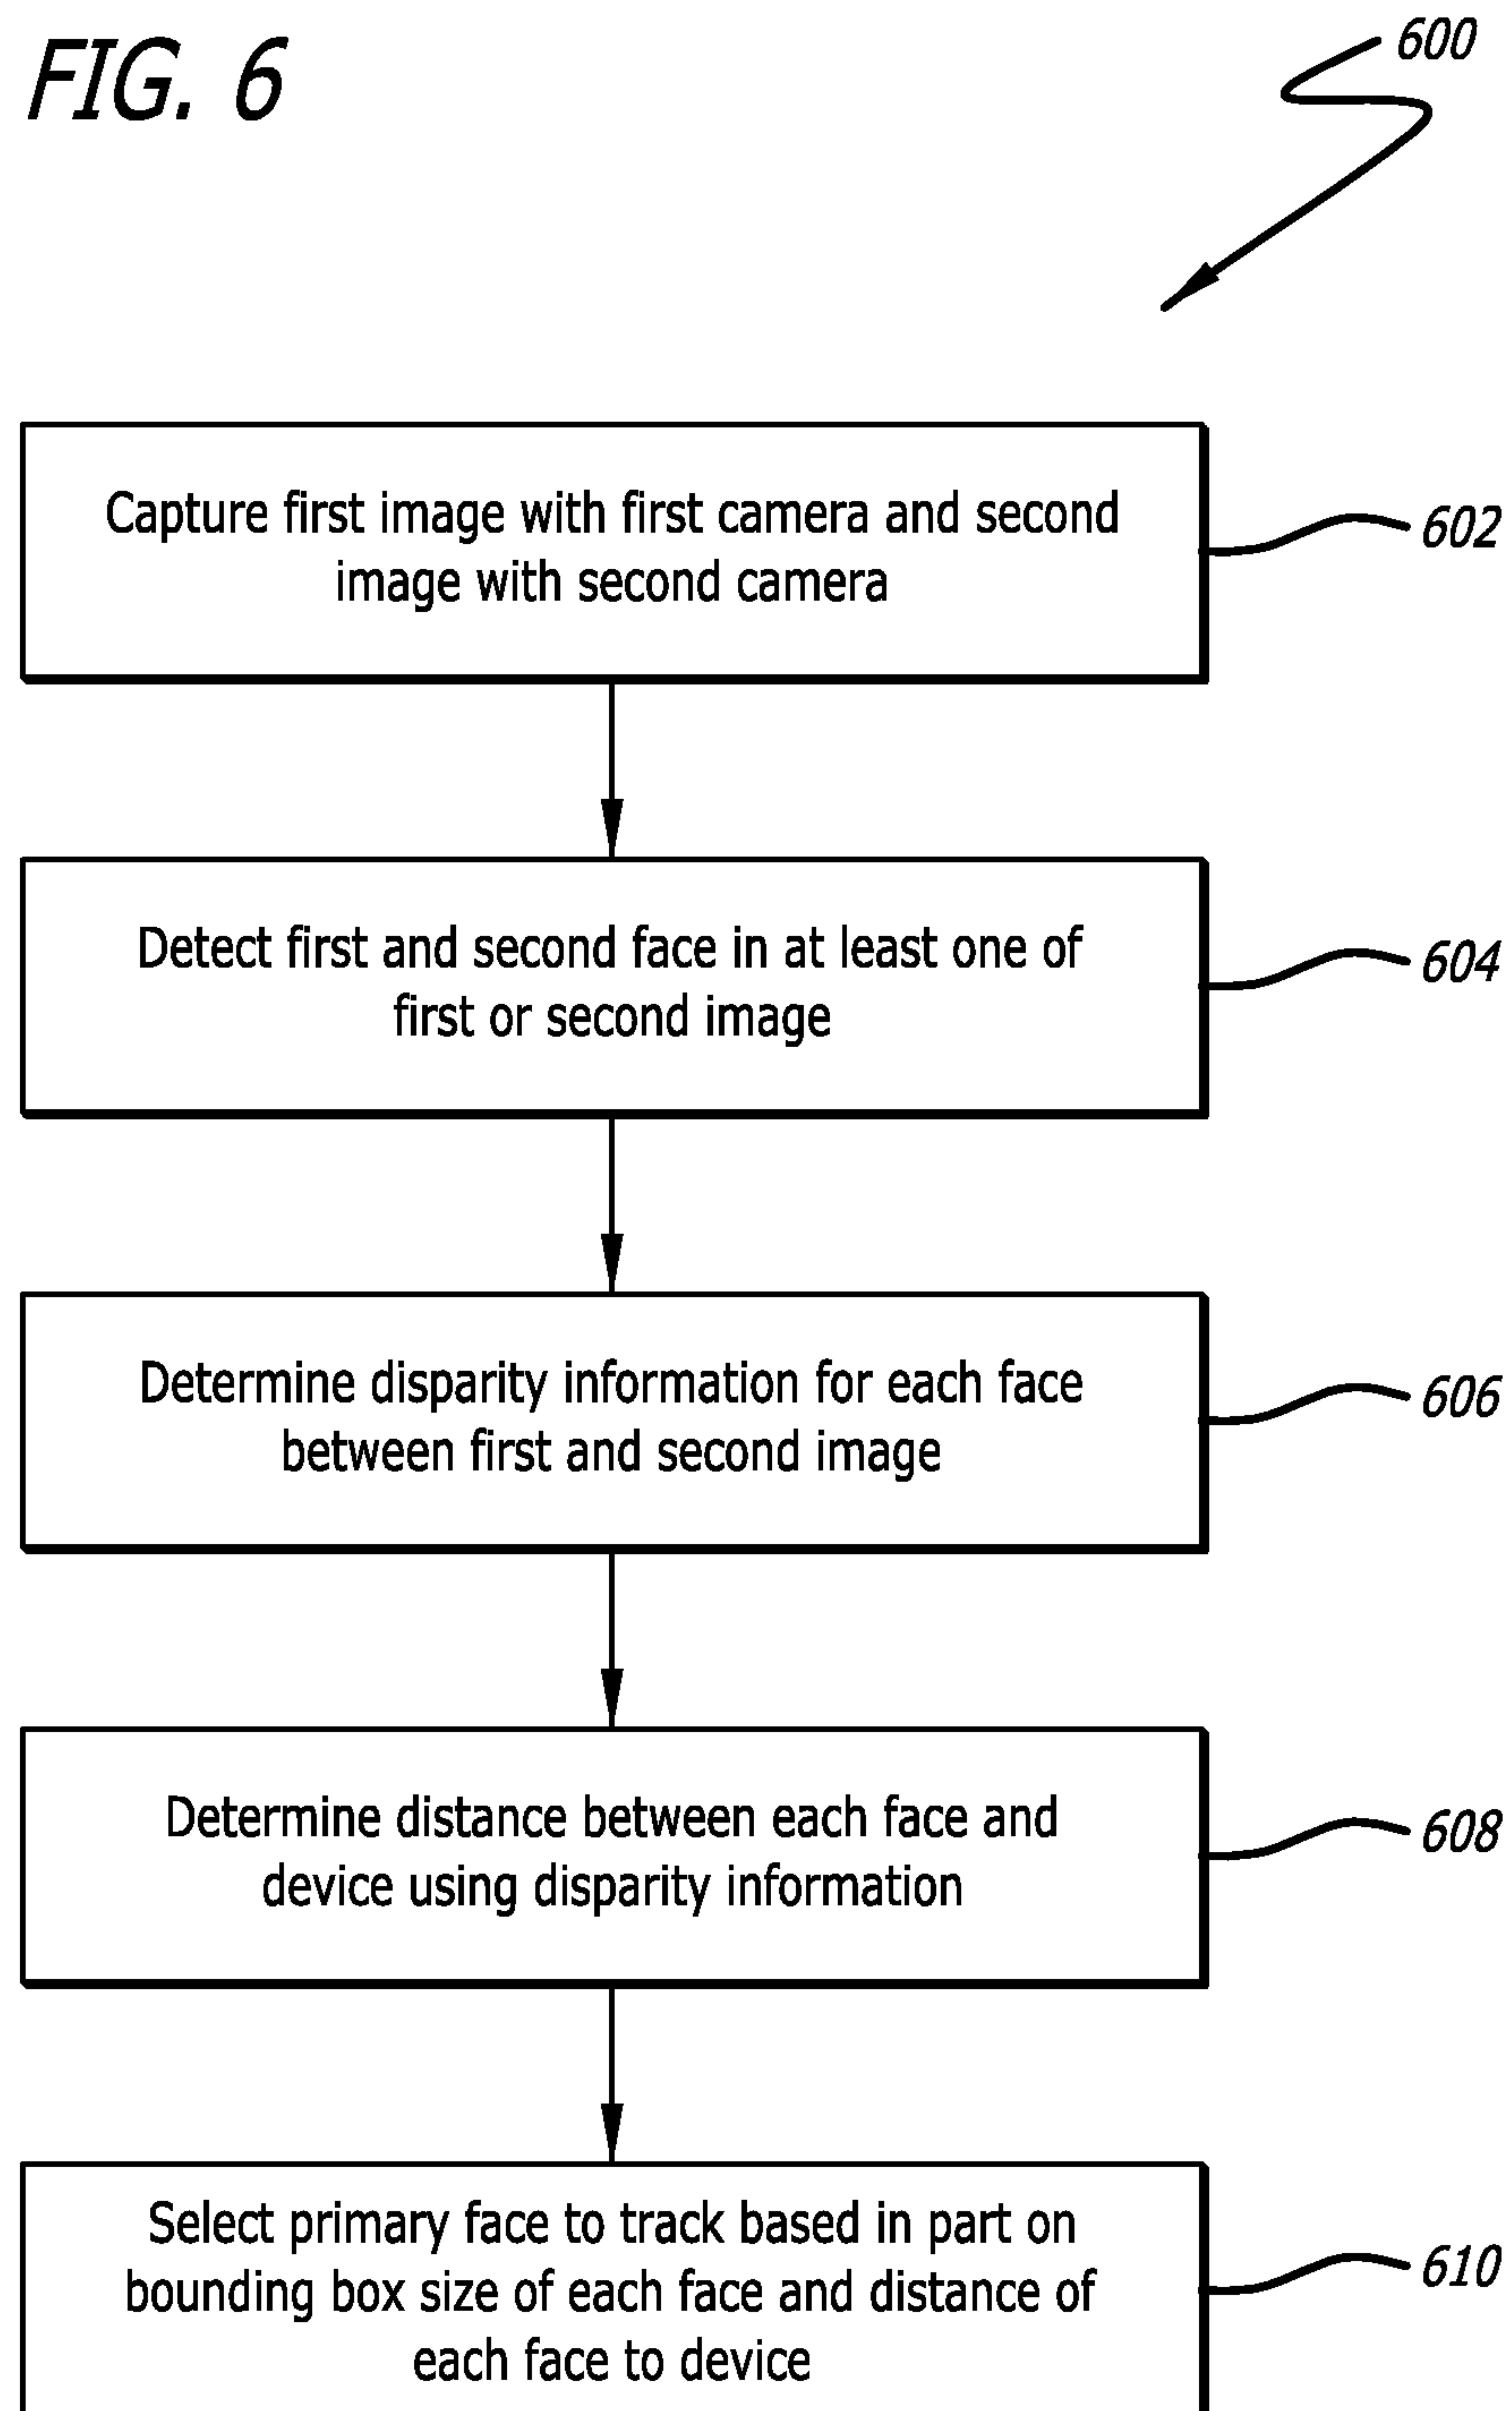 FIG. 6
600
Capture first image with first camera and second
image with second camera
602
Detect first and second face in at least one of
first or second image
604
Determine disparity information for each face
between first and second image
606
Determine distance between each face and
device using disparity information
608
Select primary face to track based in part on
bounding box size of each face and distance of
each face to device
610